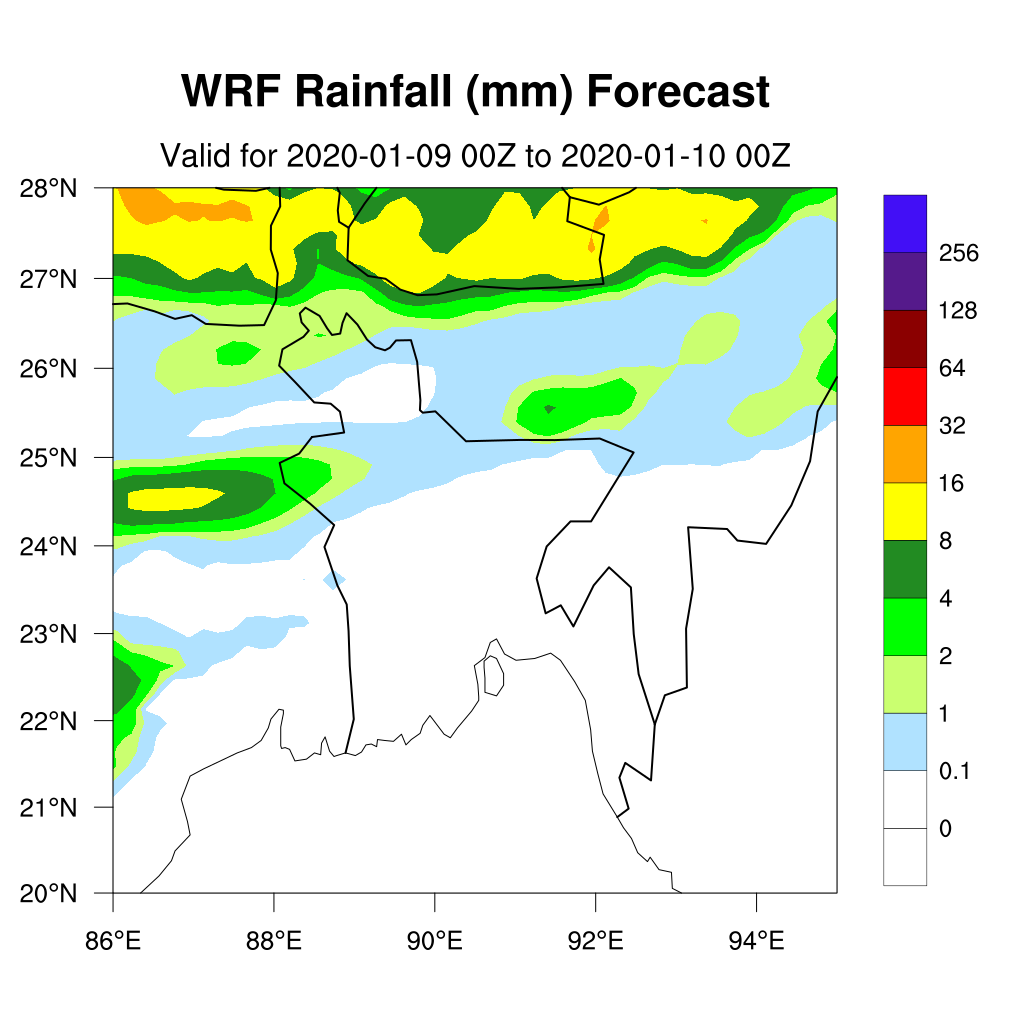 WRF Rainfall (mm) Forecast
Valid for 2020-01-09 00Z to 2020-01-10 00Z
28°N
27°N
26°N
25°N
24°N
23°N
22°N
21°N
20°N
86°E
88°E
90°E
92°E
94°E
256
128
64
32
16
8
4
2
1
0.1
0